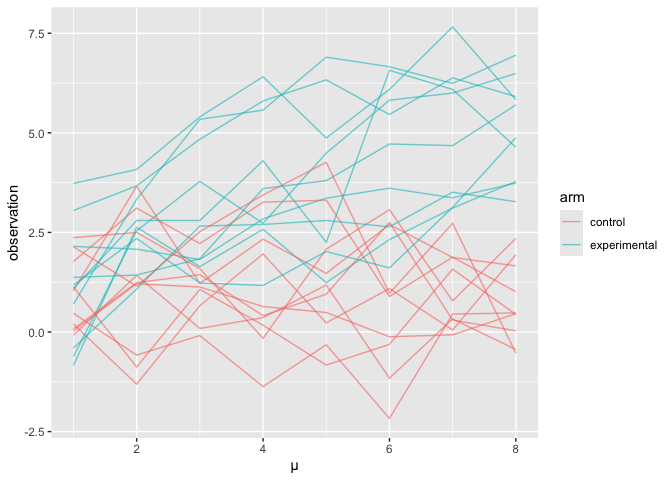 7.5
5.0
2.5
0.0
-2.5
observation
2
4
6
8
μ
arm
control
experimental